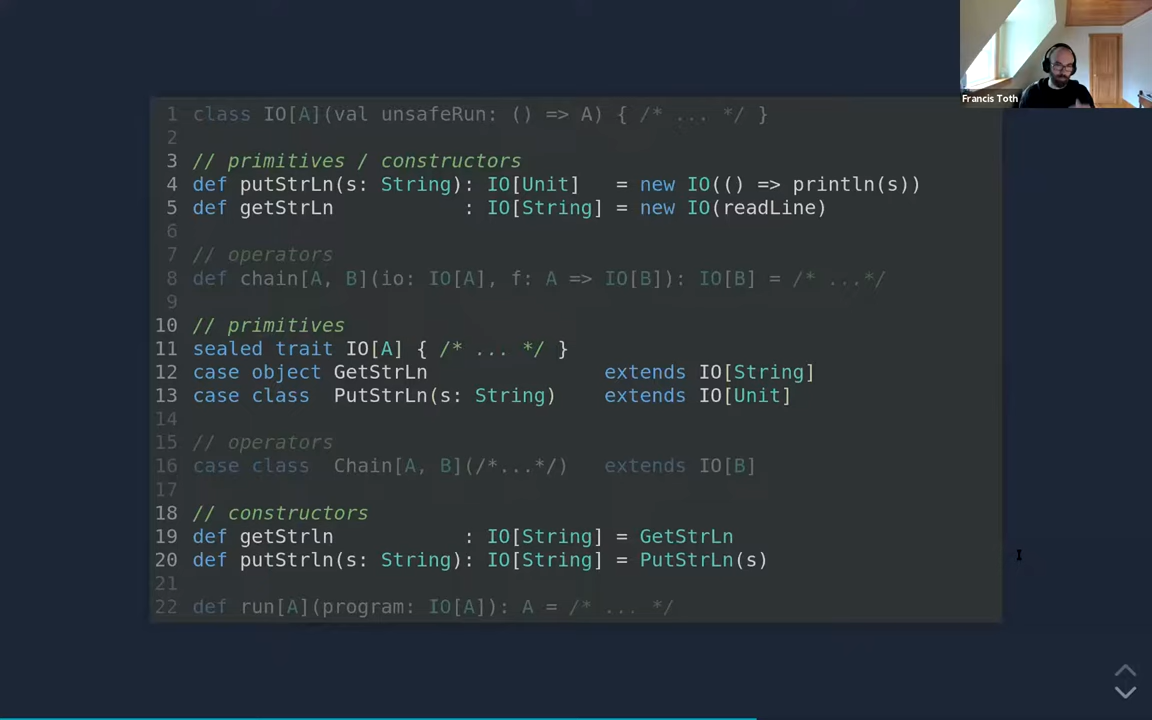 Francis Toth
1 class IO[A](val unsafeRun: () => A) { /* ... */ }
2
3 // primitives / constructors
4 def putStrLn(s: String): IO[Unit]   = new IO(() => println(s))
5 def getStrLn           : IO[String] = new IO(readLine)
6
7 // operators
8 def chain[A, B](io: IO[A], f: A => IO[B]): IO[B] = /* ...*/
9
10 // primitives
11 sealed trait IO[A] { /* ... */ }
12 case object GetStrLn               extends IO[String]
13 case class  PutStrLn(s: String)    extends IO[Unit]
14
15 // operators
16 case class  Chain[A, B](/*...*/)   extends IO[B]
17
18 // constructors
19 def getStrln           : IO[String] = GetStrLn
20 def putStrln(s: String): IO[String] = PutStrLn(s)
21
22 def run[A](program: IO[A]): A = /* ... */